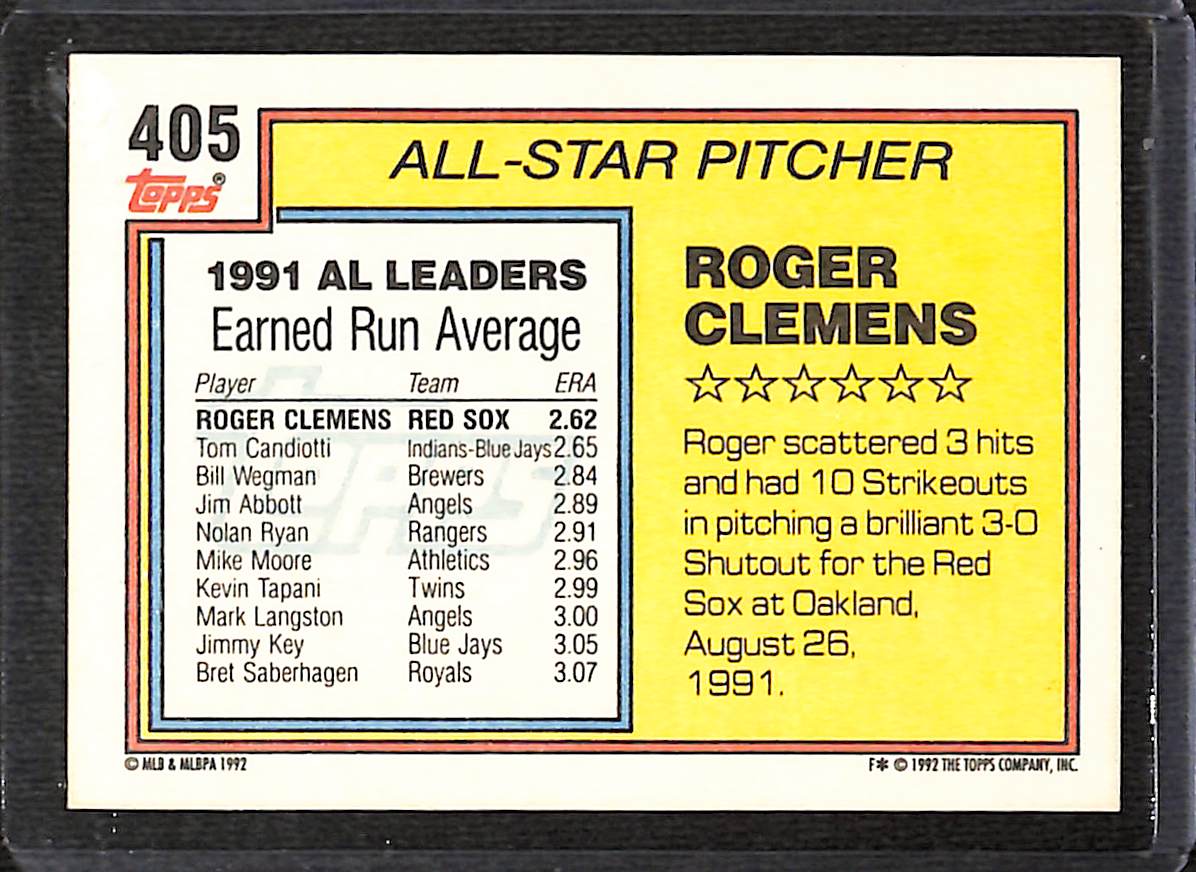 405
topps®
ALL-STAR PITCHER
1991 AL LEADERS
Earned Run Average
Player Team ERA
ROGER CLEMENS RED SOX 2.62
Tom Candiotti Indians-Blue Jays 2.65
Bill Wegman Brewers 2.84
Jim Abbott Angels 2.89
Nolan Ryan Rangers 2.91
Mike Moore Athletics 2.96
Kevin Tapani Twins 2.99
Mark Langston Angels 3.00
Jimmy Key Blue Jays 3.05
Bret Saberhagen Royals 3.07
ROGER
CLEMENS
Roger scattered 3 hits
and had 10 Strikeouts
in pitching a brilliant 3-0
Shutout for the Red
Sox at Oakland,
August 26,
1991.
© MLB & MLBPA 1992
F* © 1992 THE TOPPS COMPANY, INC.